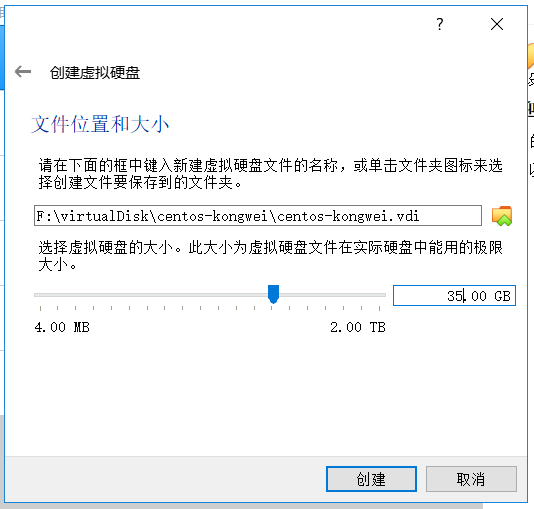 ?
创建虚拟硬盘
文件位置和大小
请在下面的框中键入新建虚拟硬盘文件的名称，或单击文件夹图标来选
择创建文件要保存到的文件夹。
F:\virtualDisk\centos-kongwei\centos-kongwei.vdi
选择虚拟硬盘的大小。此大小为虚拟硬盘文件在实际硬盘中能用的极限
大小。
35.00 GB
4.00 MB
2.00 TB
创建
取消